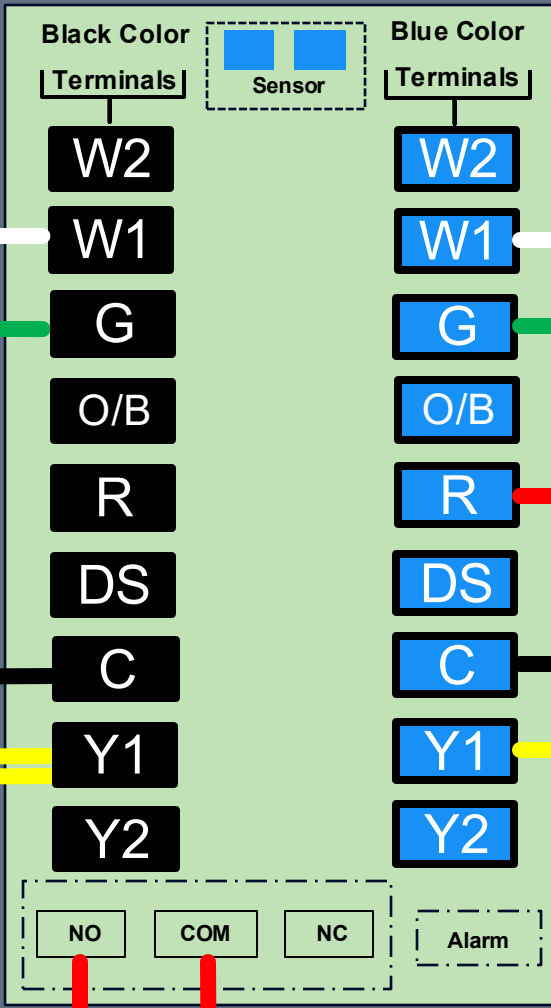 Black Color
Terminals
Sensor
Blue Color
Terminals
W2
W1
G
O/B
R
DS
C
Y1
Y2
W2
W1
G
O/B
R
DS
C
Y1
Y2
NO
COM
NC
Alarm